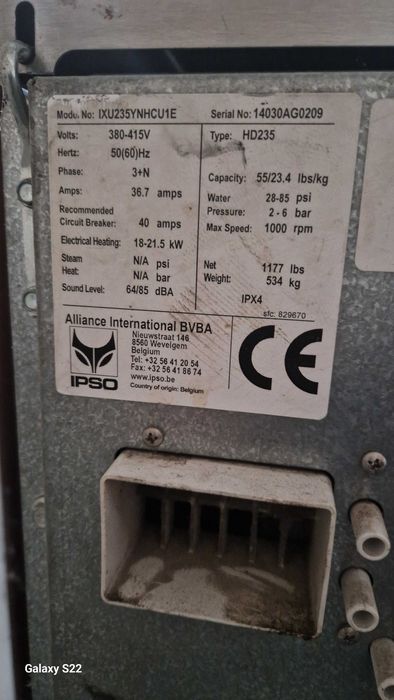 Model No: IXU235YNHCU1E
Volts: 380-415V
Hertz: 50(60)Hz
Phase: 3+N
Amps: 36.7 amps
Recommended
Circuit Breaker: 40 amps
Electrical Heating: 18-21.5 kW
Steam N/A psi
Heat: N/A bar
Sound Level: 64/85 dBA
Serial No: 14030AG0209
Type: HD235
Capacity: 55/23.4 lbs/kg
Water 28-85 psi
Pressure: 2 - 6 bar
Max Speed: 1000 rpm
Net 1177 lbs
Weight: 534 kg
IPX4
sfc: 829670
Alliance International BVBA
Nieuwstraat 146
8560 Wevelgem
Belgium
Tel: +32 56 41 20 54
Fax: +32 56 41 86 74
www.ipso.be
Country of origin: Belgium
IPSO
CE
Galaxy S22